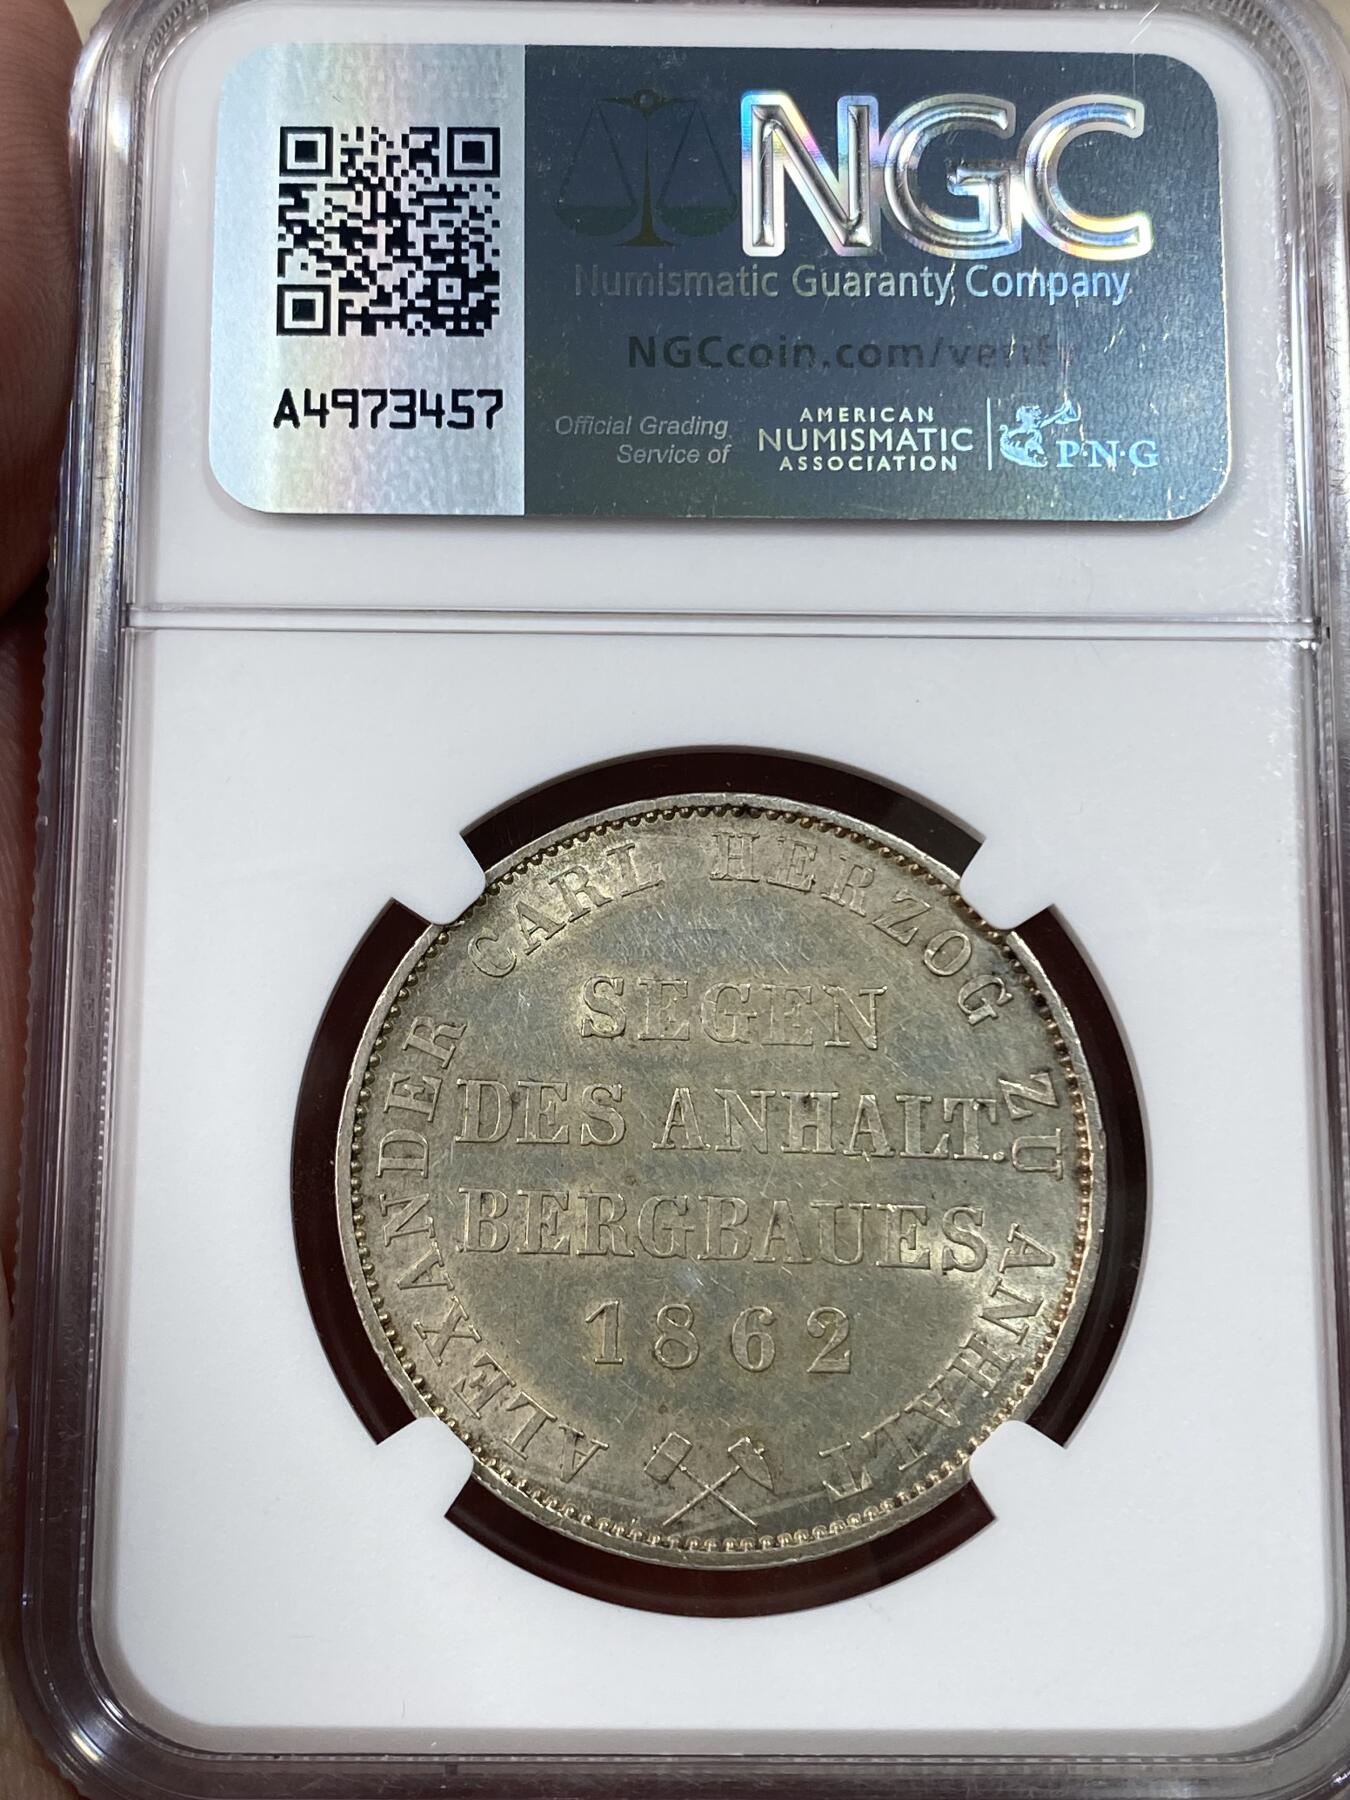 NGC
Numismatic Guaranty Company
NGCcoin.com/verify
A4973457
Official Grading
Service of
AMERICAN
NUMISMATIC
ASSOCIATION
P·N·G
ALEXANDER CARL HERZOG ZU ANHALT
SEGEN
DES ANHALT.
BERGBAUES
1862